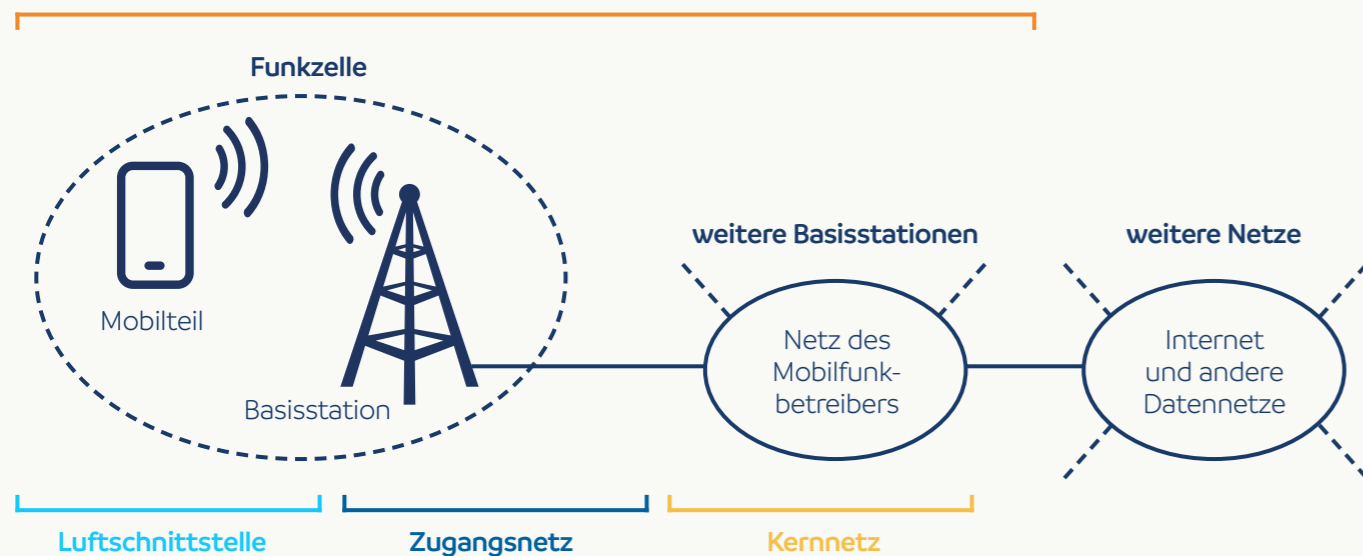 Funkzelle
Mobilteil
Basisstation
weitere Basisstationen
Netz des
Mobilfunk-
betreibers
weitere Netze
Internet
und andere
Datennetze
Luftschnittstelle
Zugangsnetz
Kernnetz